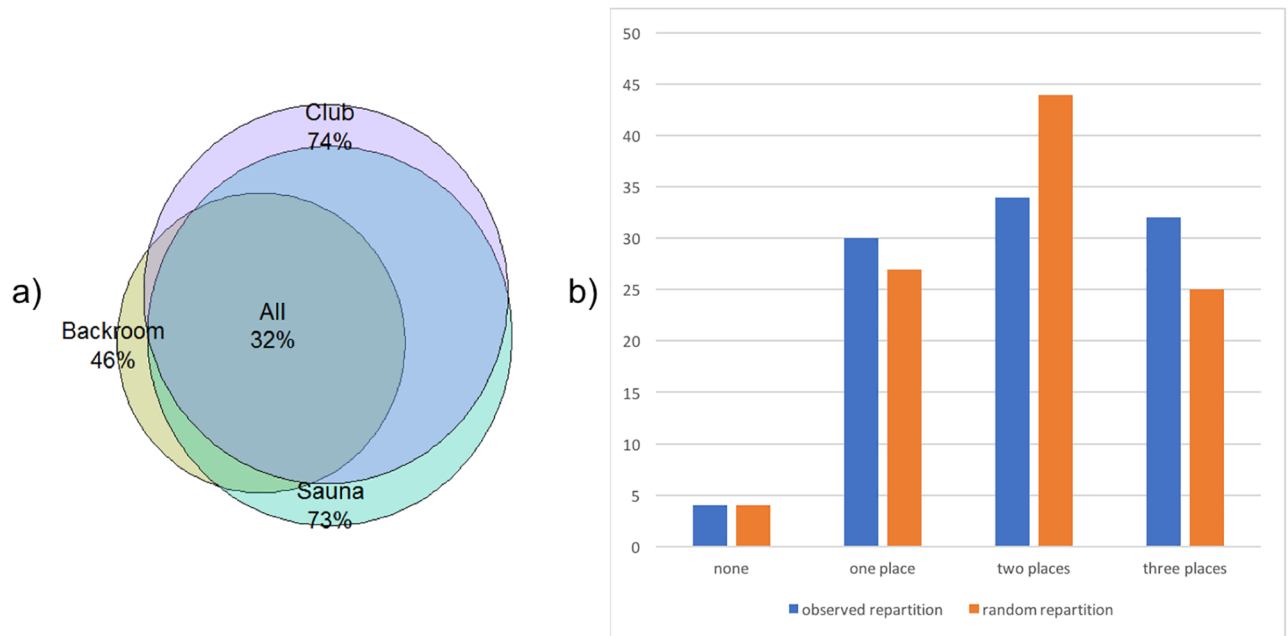 a)
Club
74%
All
32%
Backroom
46%
Sauna
73%
b)
50
45
40
35
30
25
20
15
10
5
0
none one place two places three places
observed repartition random repartition